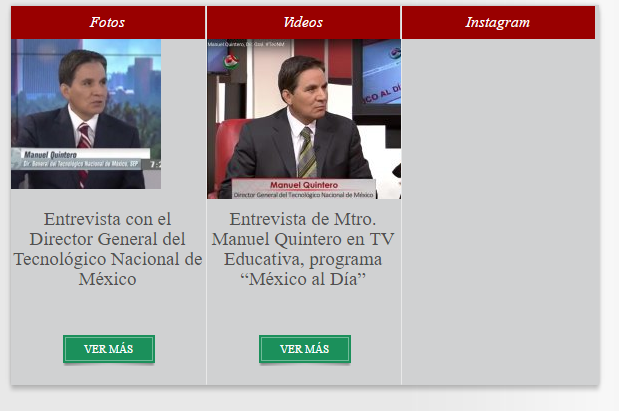 Fotos
Videos
Instagram
Manuel Quintero
Dir. General del Tecnológico Nacional de México, SEP
Manuel Quintero, Dir. Gral. #TecNM
ICO AL DÍA
Manuel Quintero
Director General del Tecnológico Nacional de México
Entrevista con el
Director General del
Tecnológico Nacional de
México
Entrevista de Mtro.
Manuel Quintero en TV
Educativa, programa
“México al Día”
VER MÁS
VER MÁS